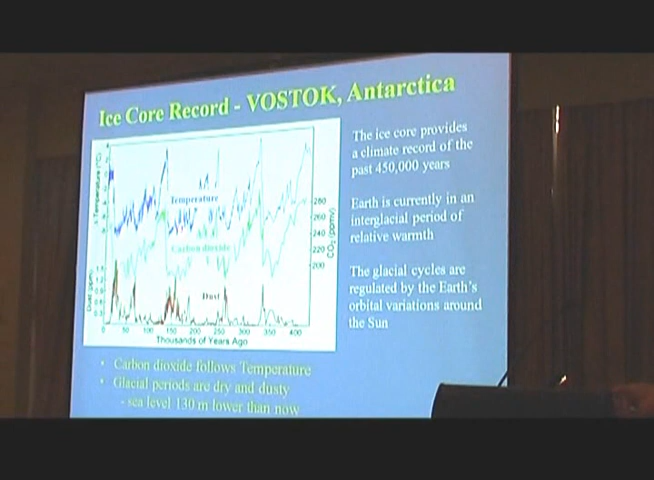 Ice Core Record - VOSTOK, Antarctica
The ice core provides
a climate record of the
past 450,000 years
Earth is currently in an
interglacial period of
relative warmth
The glacial cycles are
regulated by the Earth's
orbital variations around
the Sun
Δ Temperature (°C)
Temperature
Carbon dioxide
Dust
280
260
240
220
200
CO2 (ppmv)
Dust (ppm)
0 50 100 150 200 250 300 350 400
Thousands of Years Ago
• Carbon dioxide follows Temperature
• Glacial periods are dry and dusty
- sea level 130 m lower than now